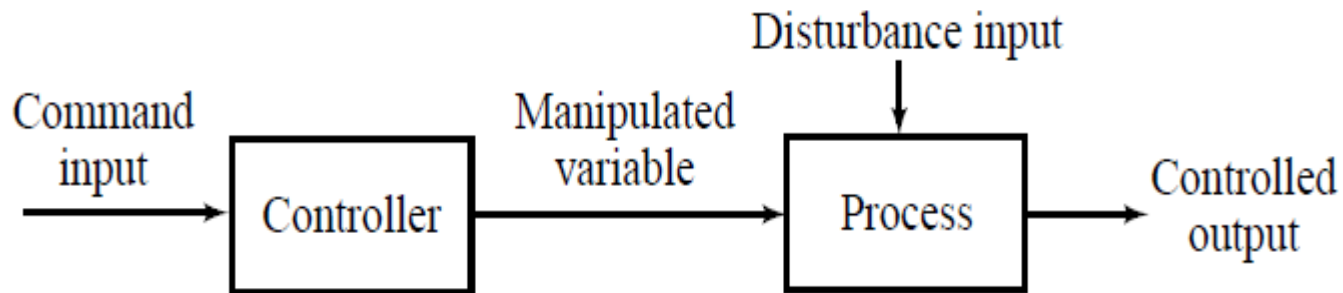 Disturbance input
Command
input
Manipulated
variable
Controller
Process
Controlled
output